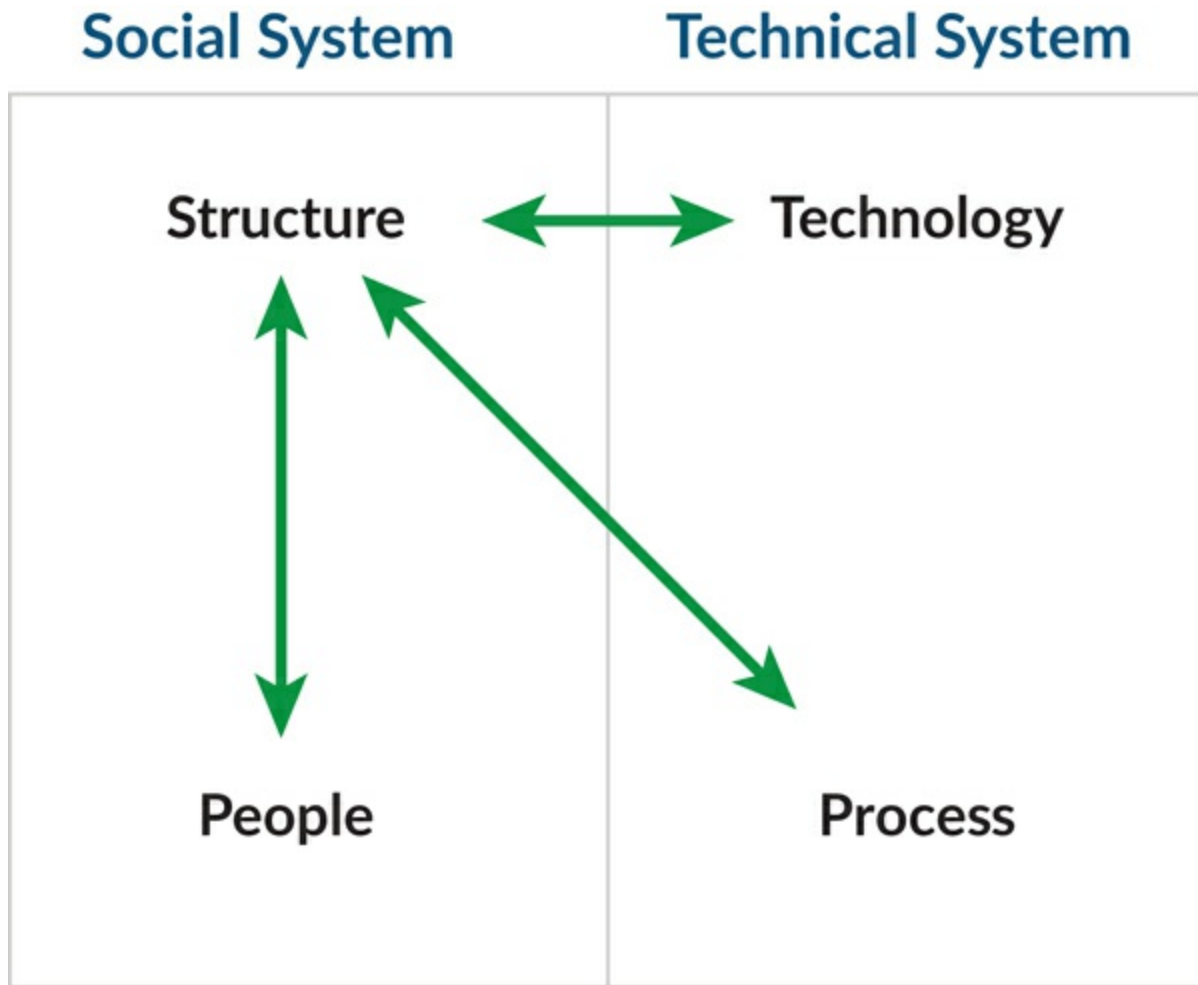 Social System
Technical System
Structure
Technology
People
Process